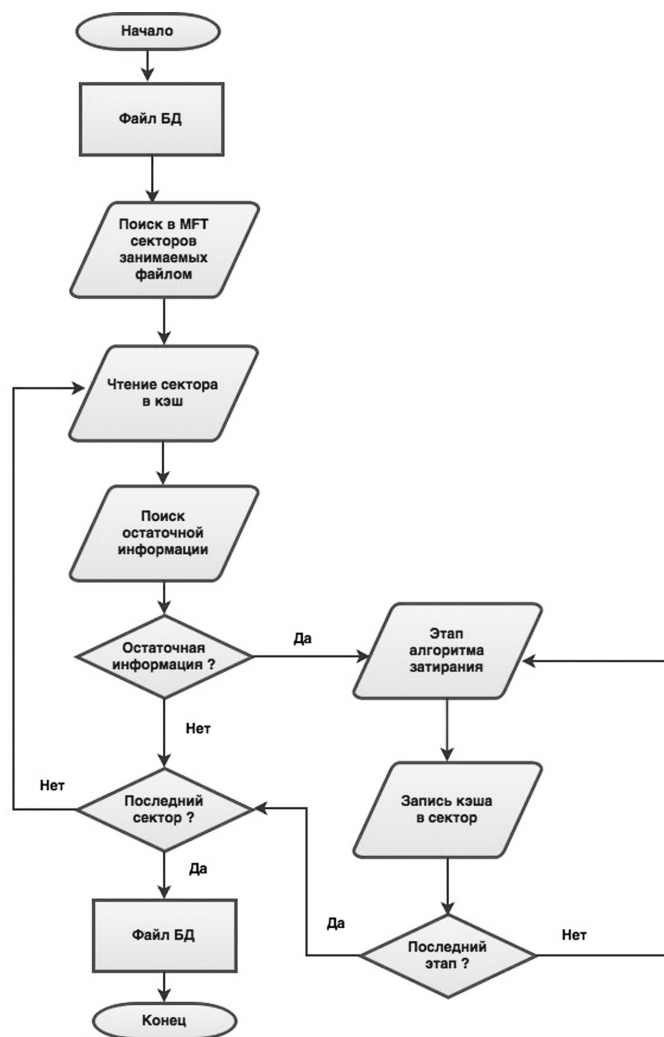 Начало
Файл БД
Поиск в MFT
секторов
занимаемых
файлом
Чтение сектора
в кэш
Поиск
остаточной
информации
Остаточная
информация ?
Да
Этап
алгоритма
затирания
Нет
Запись кэша
в сектор
Нет
Последний
сектор ?
Да
Файл БД
Да
Последний
этап ?
Нет
Конец